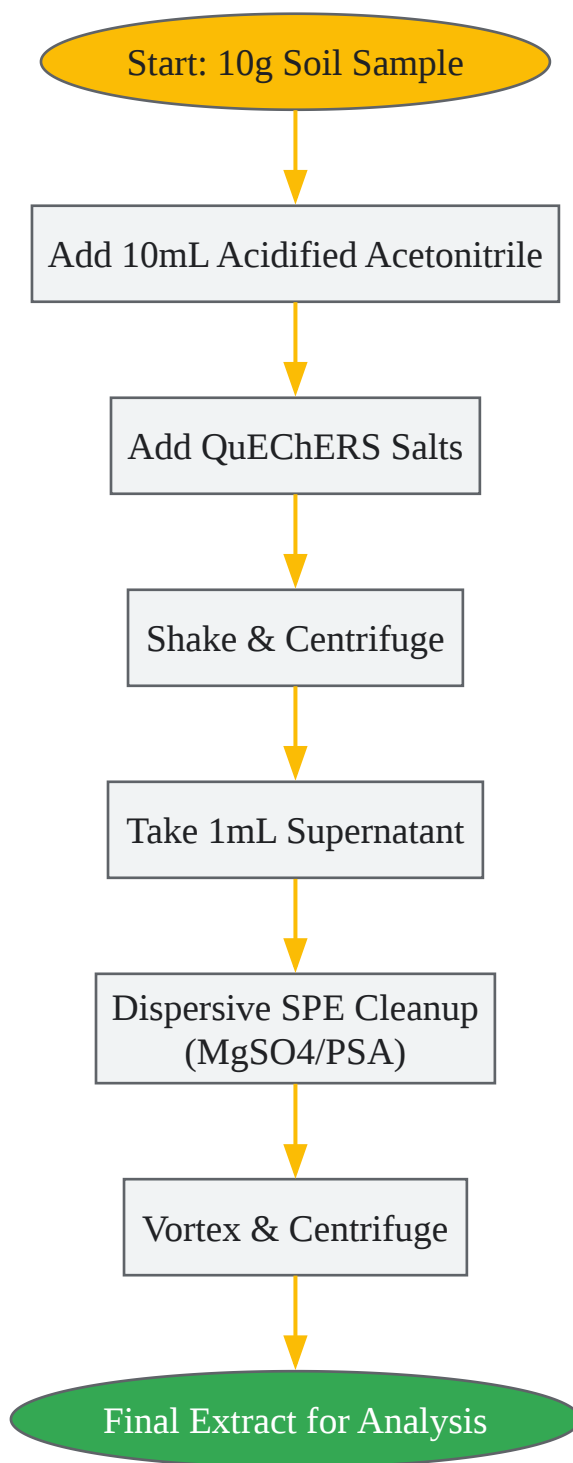 Start: 10g Soil Sample
Add 10mL Acidified Acetonitrile
Add QuEChERS Salts
Shake & Centrifuge
Take 1mL Supernatant
Dispersive SPE Cleanup
(MgSO4/PSA)
Vortex & Centrifuge
Final Extract for Analysis